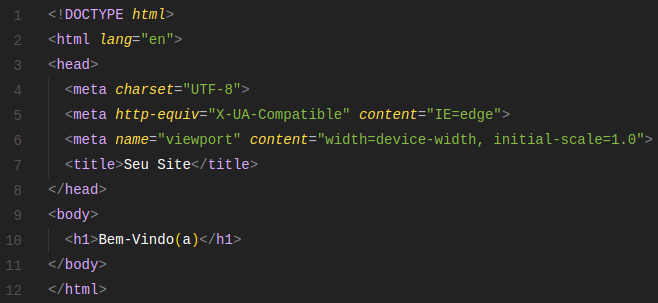 1 <!DOCTYPE html>
2 <html lang="en">
3 <head>
4   <meta charset="UTF-8">
5   <meta http-equiv="X-UA-Compatible" content="IE=edge">
6   <meta name="viewport" content="width=device-width, initial-scale=1.0">
7   <title>Seu Site</title>
8 </head>
9 <body>
10   <h1>Bem-Vindo(a)</h1>
11 </body>
12 </html>